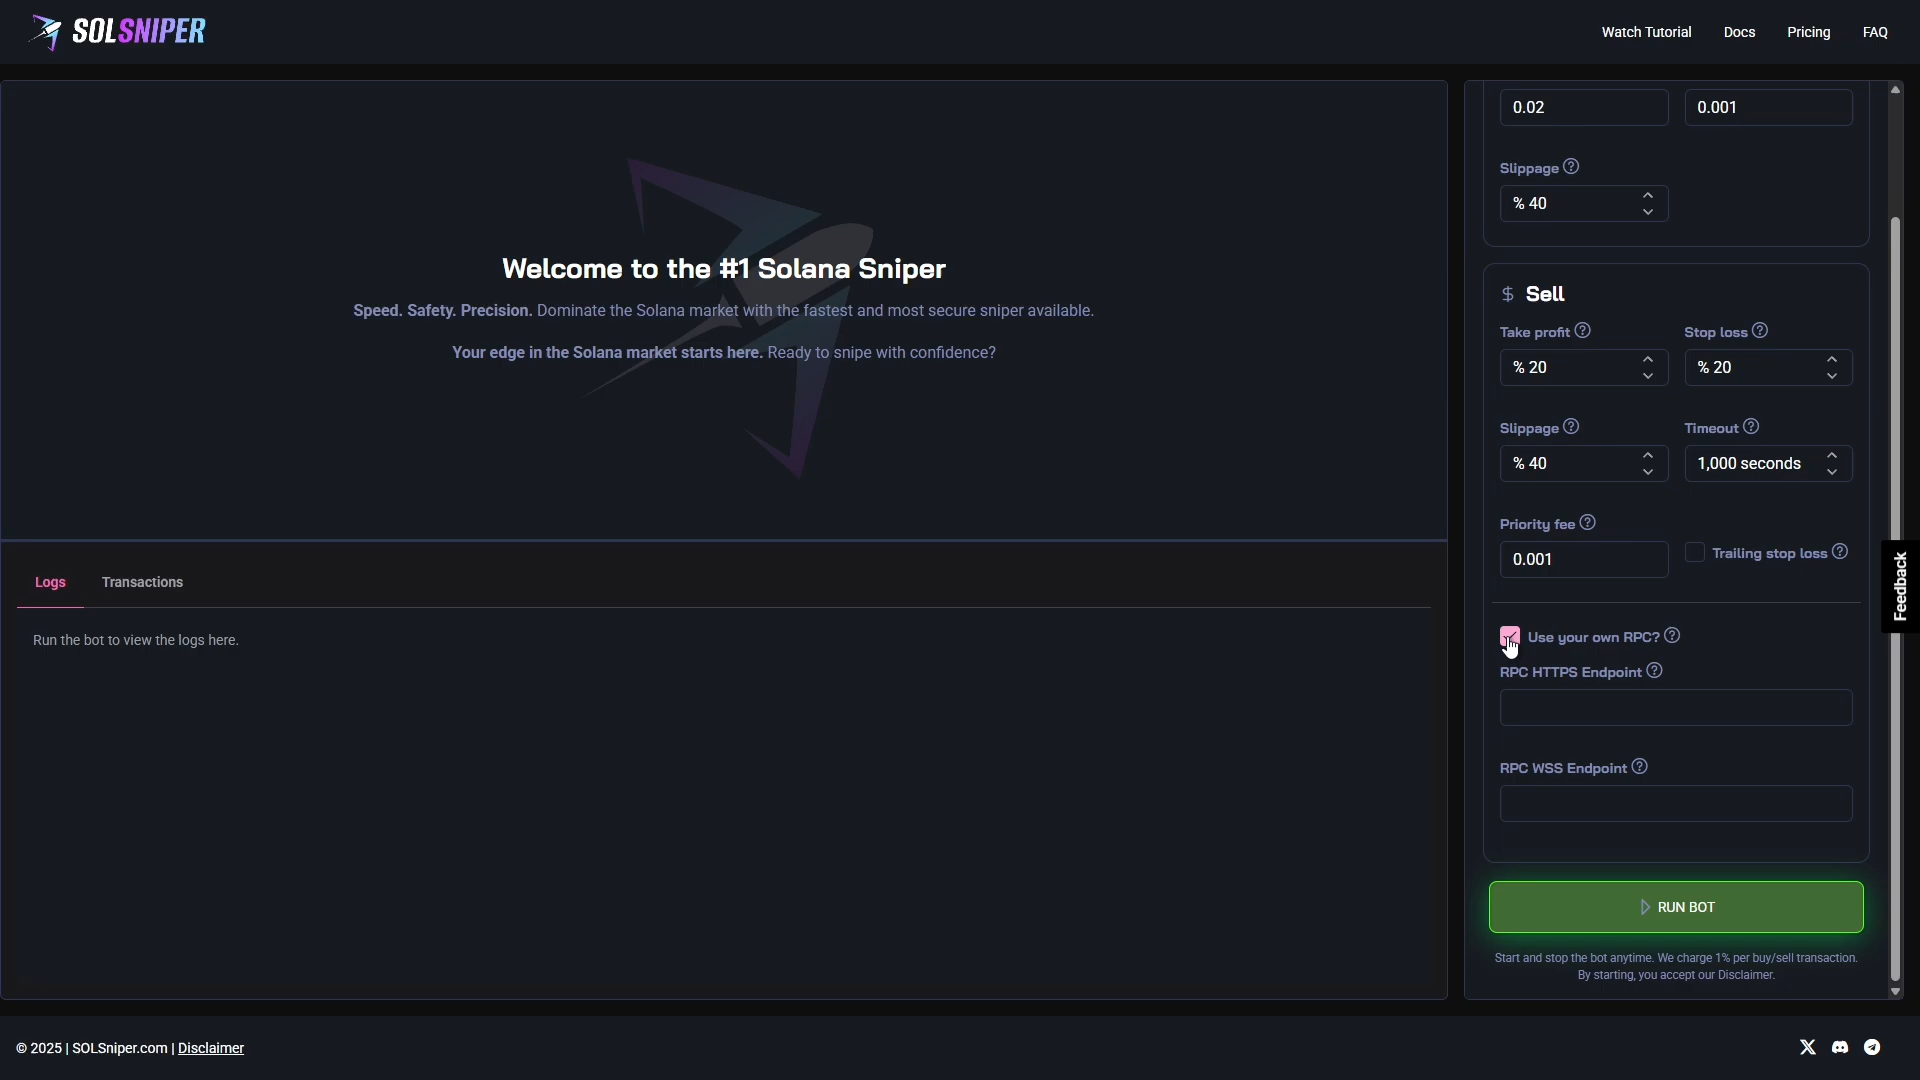 SOLSNIPER
Watch Tutorial Docs Pricing FAQ
Welcome to the #1 Solana Sniper
Speed. Safety. Precision. Dominate the Solana market with the fastest and most secure sniper available.
Your edge in the Solana market starts here. Ready to snipe with confidence?
Logs Transactions
Run the bot to view the logs here.
0.02 0.001
Slippage
% 40
$ Sell
Take profit Stop loss
% 20 % 20
Slippage Timeout
% 40 1,000 seconds
Priority fee
0.001 Trailing stop loss
Use your own RPC?
RPC HTTPS Endpoint
RPC WSS Endpoint
RUN BOT
Start and stop the bot anytime. We charge 1% per buy/sell transaction.
By starting, you accept our Disclaimer.
Feedback
© 2025 | SOLSniper.com | Disclaimer